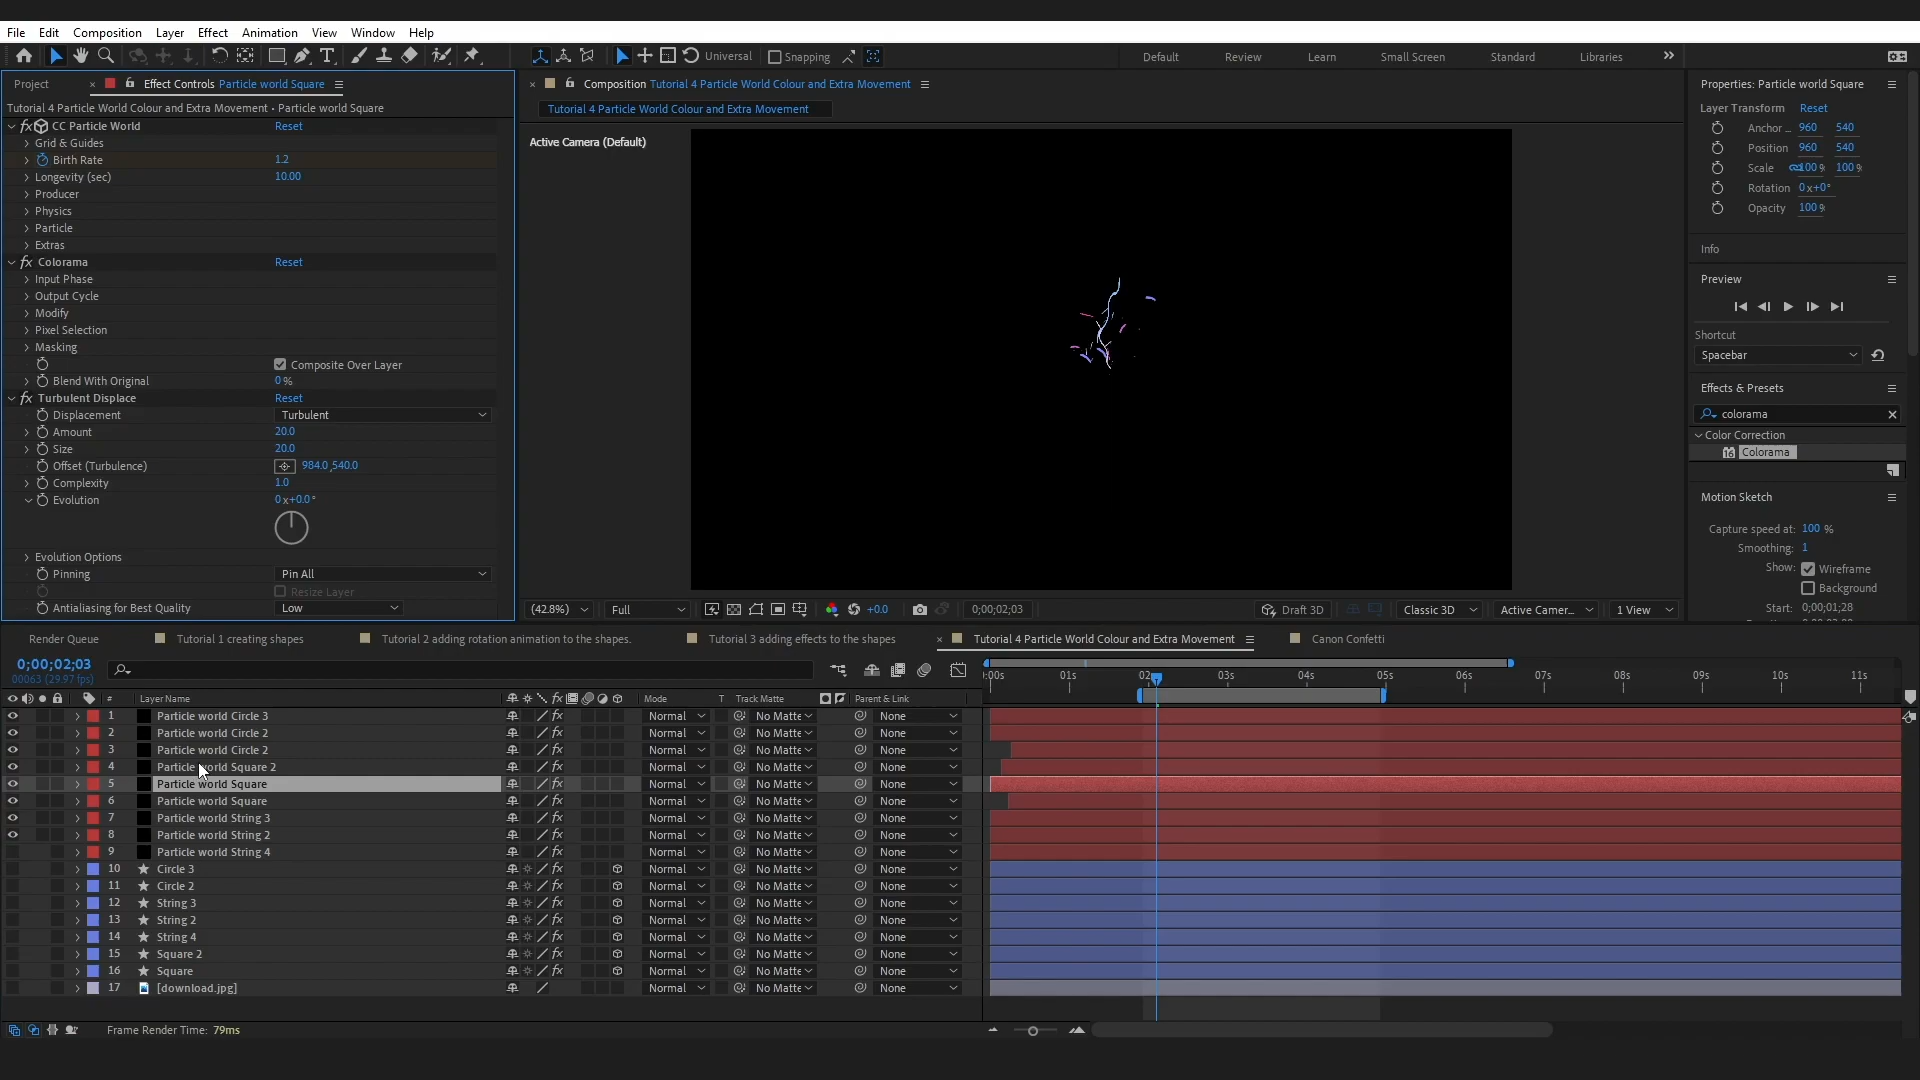 File Edit Composition Layer Effect Animation View Window Help
Universal Snapping Default Review Learn Small Screen Standard Libraries
Project × Effect Controls Particle world Square
Tutorial 4 Particle World Colour and Extra Movement • Particle world Square
CC Particle World Reset
Grid & Guides
Birth Rate 1.2
Longevity (sec) 10.00
Producer
Physics
Particle
Extras
Colorama Reset
Input Phase
Output Cycle
Modify
Pixel Selection
Masking
Composite Over Layer
Blend With Original 0 %
Turbulent Displace Reset
Displacement Turbulent
Amount 20.0
Size 20.0
Offset (Turbulence) 984.0,540.0
Complexity 1.0
Evolution 0 x+0.0 °
Evolution Options
Pinning Pin All
Resize Layer
Antialiasing for Best Quality Low
Composition Tutorial 4 Particle World Colour and Extra Movement
Tutorial 4 Particle World Colour and Extra Movement
Active Camera (Default)
(42.8%) Full +0.0 0;00;02;03 Draft 3D Classic 3D Active Camer... 1 View
Properties: Particle world Square
Layer Transform Reset
Anchor ... 960 540
Position 960 540
Scale 100 % 100 %
Rotation 0 x+0°
Opacity 100 %
Info
Preview
Shortcut
Spacebar
Effects & Presets
colorama
Color Correction
Colorama
Motion Sketch
Capture speed at: 100 %
Smoothing: 1
Show: Wireframe
Background
Start: 0;00;01;28
Render Queue Tutorial 1 creating shapes Tutorial 2 adding rotation animation to the shapes. Tutorial 3 adding effects to the shapes × Tutorial 4 Particle World Colour and Extra Movement Canon Confetti
0;00;02;03
00063 (29.97 fps)
:00s 01s 02 03s 04s 05s 06s 07s 08s 09s 10s 11s
# Layer Name Mode T Track Matte Parent & Link
1 Particle world Circle 3 Normal No Matte None
2 Particle world Circle 2 Normal No Matte None
3 Particle world Circle 2 Normal No Matte None
4 Particle world Square 2 Normal No Matte None
5 Particle world Square Normal No Matte None
6 Particle world Square Normal No Matte None
7 Particle world String 3 Normal No Matte None
8 Particle world String 2 Normal No Matte None
9 Particle world String 4 Normal No Matte None
10 Circle 3 Normal No Matte None
11 Circle 2 Normal No Matte None
12 String 3 Normal No Matte None
13 String 2 Normal No Matte None
14 String 4 Normal No Matte None
15 Square 2 Normal No Matte None
16 Square Normal No Matte None
17 [download.jpg] Normal No Matte None
Frame Render Time: 79ms